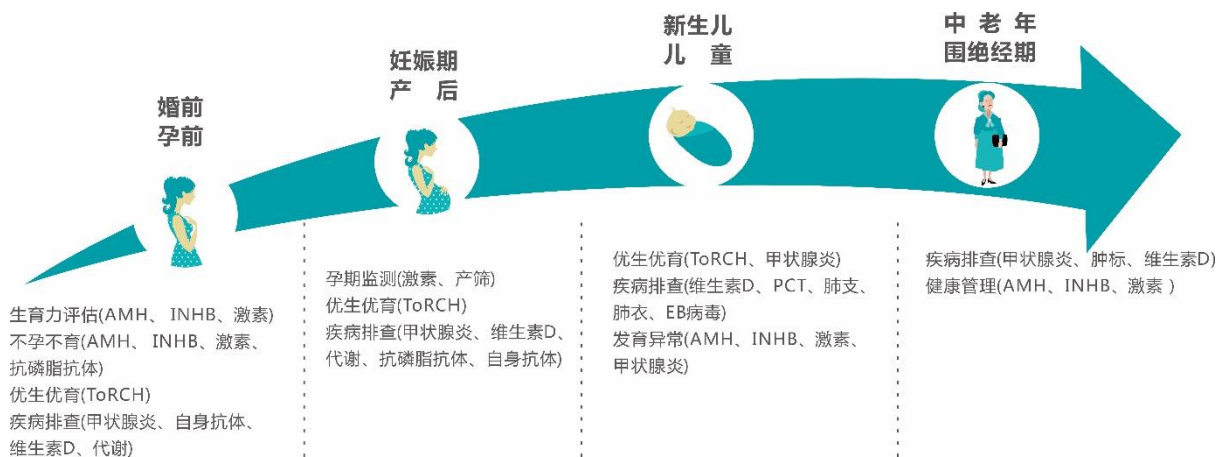 婚前
孕前
生育力评估(AMH、 INHB、激素)
不孕不育(AMH、 INHB、激素、
抗磷脂抗体)
优生优育(ToRCH)
疾病排查(甲状腺炎、自身抗体、
维生素D、代谢)
妊娠期
产 后
孕期监测(激素、产筛)
优生优育(ToRCH)
疾病排查(甲状腺炎、维生素D、
代谢、抗磷脂抗体、自身抗体)
新生儿
儿 童
优生优育(ToRCH、甲状腺炎)
疾病排查(维生素D、PCT、肺支、
肺衣、EB病毒)
发育异常(AMH、INHB、激素、
甲状腺炎)
中 老 年
围绝经期
疾病排查(甲状腺炎、肿标、维生素D)
健康管理(AMH、INHB、激素 )